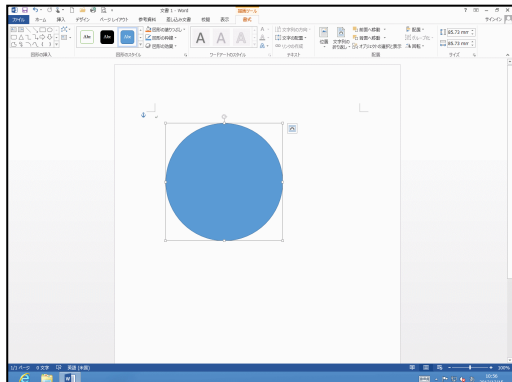 文書 1 - Word
描画ツール
ファイル ホーム 挿入 デザイン ページ レイアウト 参考資料 差し込み文書 校閲 表示 書式
サインイン
Abc Abc Abc
図形の塗りつぶし
図形の枠線
図形の効果
A A A
文字列の方向
文字の配置
リンクの作成
位置
文字列の
折り返し
前面へ移動
背面へ移動
オブジェクトの選択と表示
配置
グループ化
回転
85.73 mm
85.73 mm
図形の挿入 図形のスタイル ワードアートのスタイル テキスト 配置 サイズ
1/1 ページ 0 文字 英語 (米国)
100%
10:56